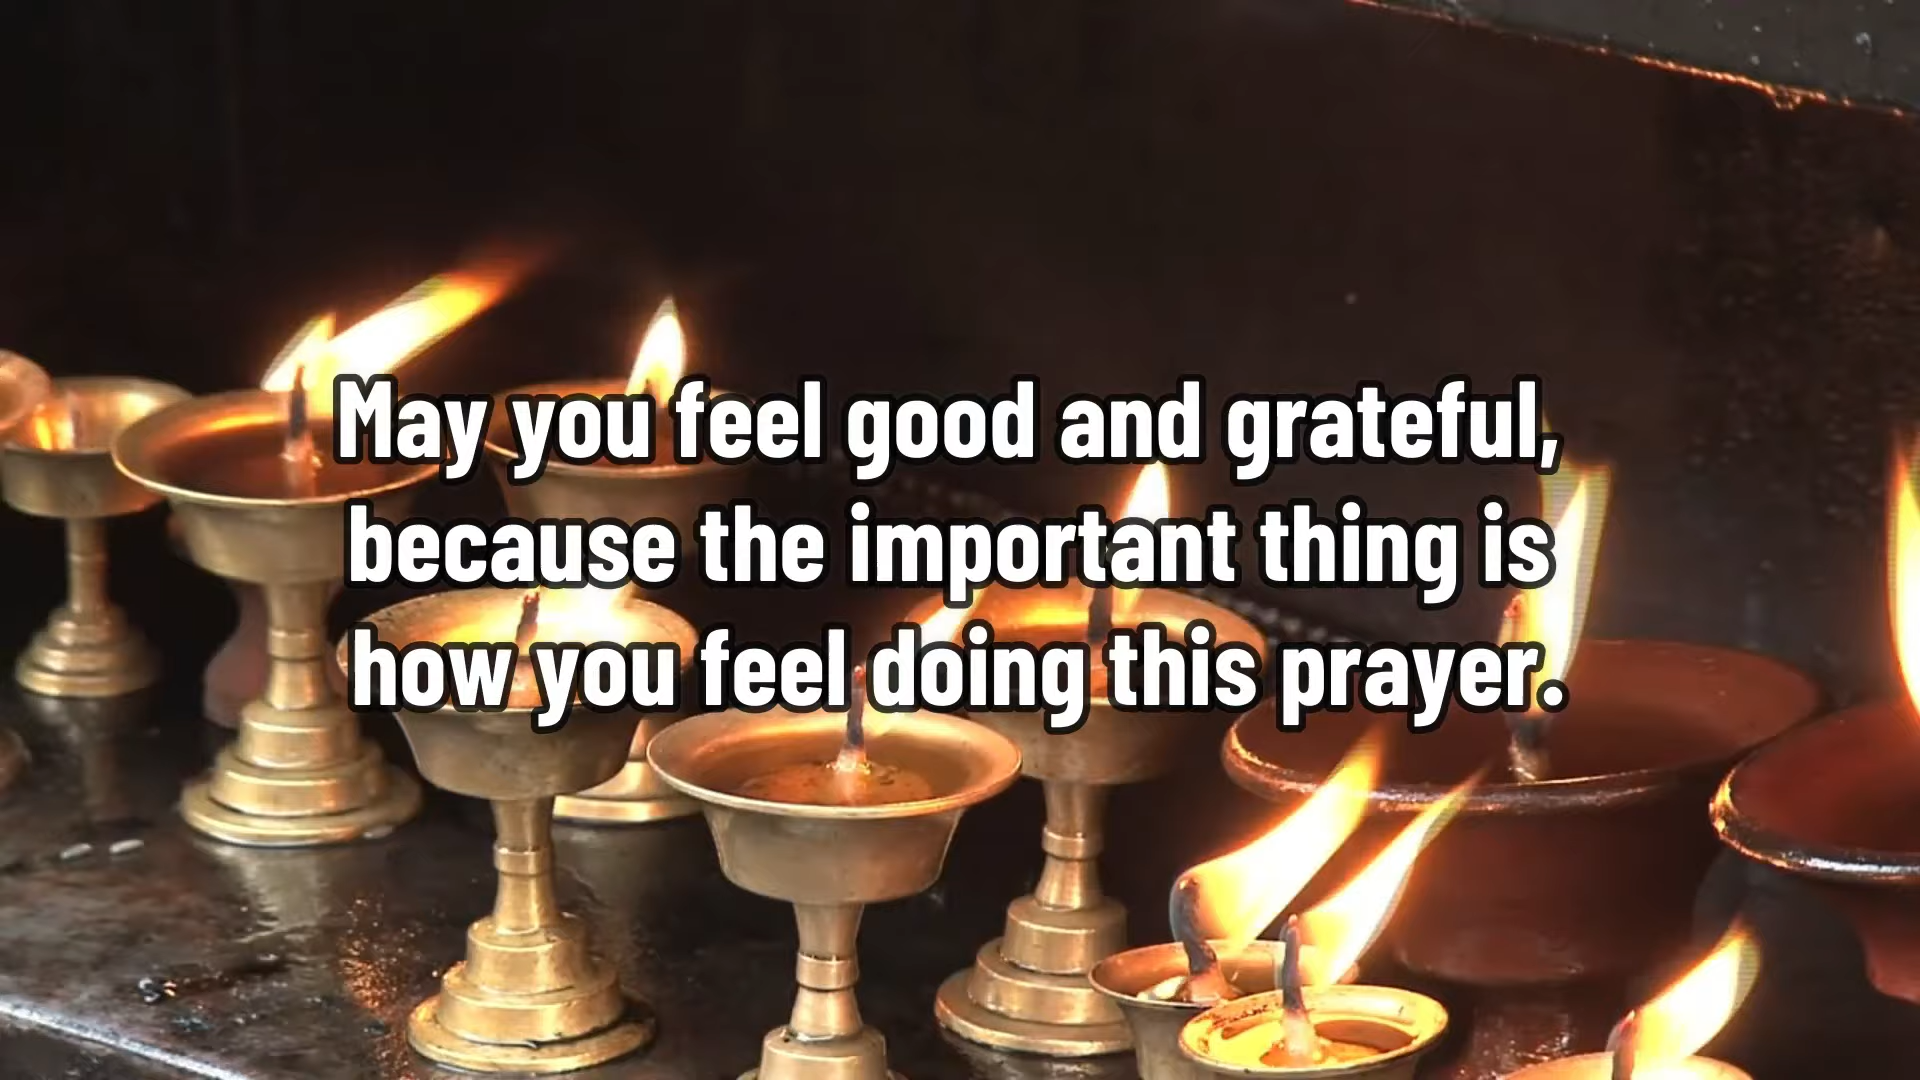 May you feel good and grateful,
because the important thing is
how you feel doing this prayer.